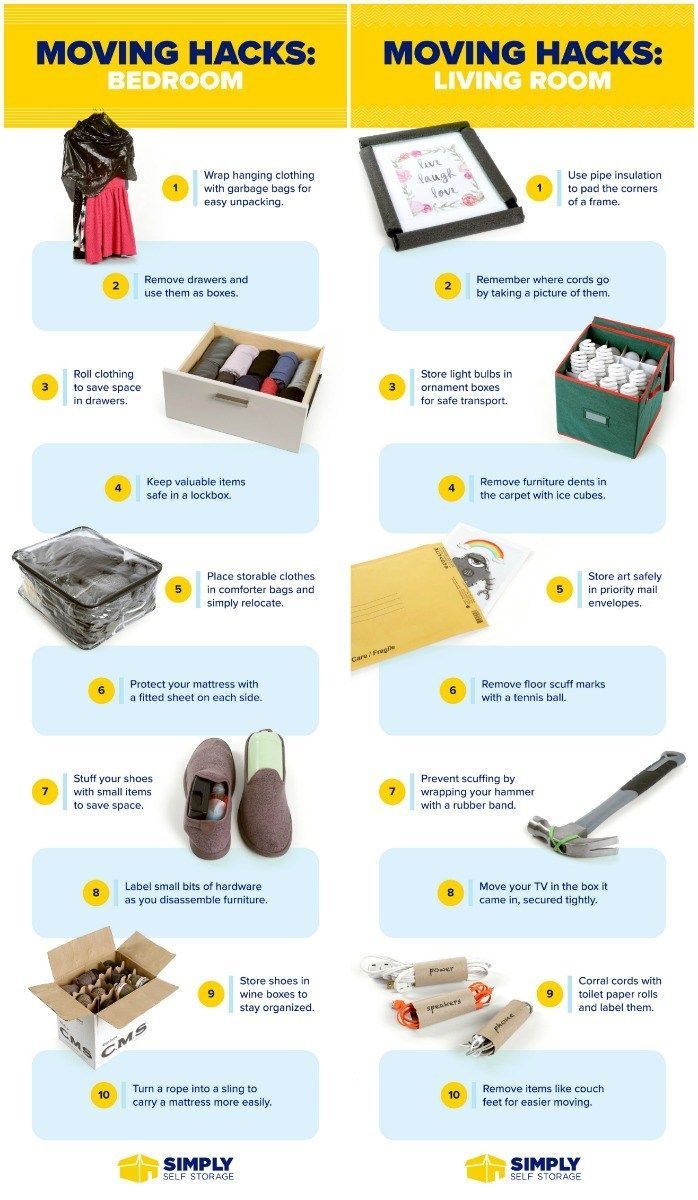 MOVING HACKS:
BEDROOM
1
Wrap hanging clothing
with garbage bags for
easy unpacking.
2
Remove drawers and
use them as boxes.
3
Roll clothing
to save space
in drawers.
4
Keep valuable items
safe in a lockbox.
5
Place storable clothes
in comforter bags and
simply relocate.
6
Protect your mattress with
a fitted sheet on each side.
7
Stuff your shoes
with small items
to save space.
8
Label small bits of hardware
as you disassemble furniture.
CMS
CMS
9
Store shoes in
wine boxes to
stay organized.
10
Turn a rope into a sling to
carry a mattress more easily.
SIMPLY
SELF STORAGE
MOVING HACKS:
LIVING ROOM
live
laugh
love
1
Use pipe insulation
to pad the corners
of a frame.
2
Remember where cords go
by taking a picture of them.
3
Store light bulbs in
ornament boxes
for safe transport.
4
Remove furniture dents in
the carpet with ice cubes.
Care / Fragile
5
Store art safely
in priority mail
envelopes.
6
Remove floor scuff marks
with a tennis ball.
7
Prevent scuffing by
wrapping your hammer
with a rubber band.
8
Move your TV in the box it
came in, secured tightly.
power
speakers
phone
9
Corral cords with
toilet paper rolls
and label them.
10
Remove items like couch
feet for easier moving.
SIMPLY
SELF STORAGE